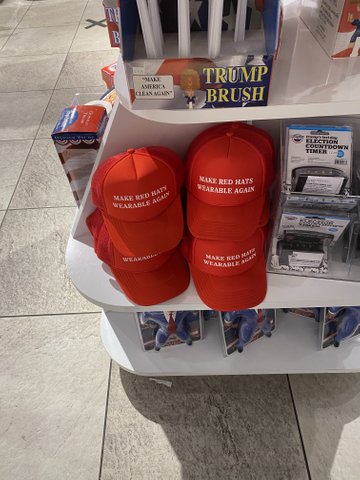 "MAKE
AMERICA
CLEAN AGAIN"
TRUMP
BRUSH
MAKE RED HATS
WEARABLE AGAIN
MAKE RED HATS
WEARABLE AGAIN
WEARABLE
MAKE RED HATS
WEARABLE AGAIN
ELECTION
COUNTDOWN
TIMER